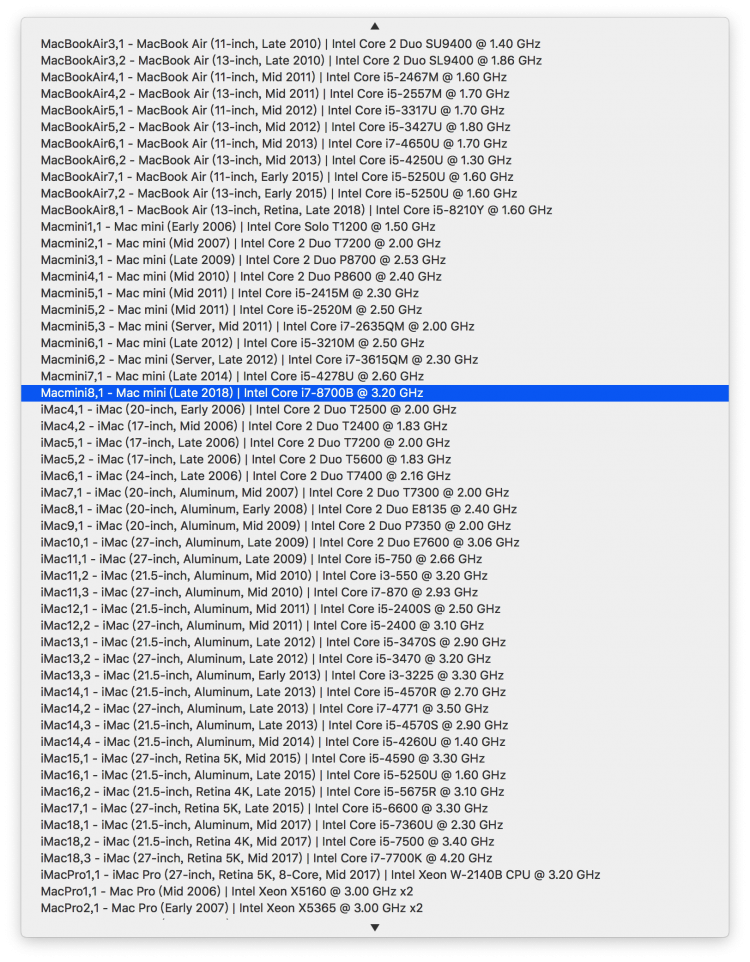 MacBookAir3,1 - MacBook Air (11-inch, Late 2010) | Intel Core 2 Duo SU9400 @ 1.40 GHz
MacBookAir3,2 - MacBook Air (13-inch, Late 2010) | Intel Core 2 Duo SL9400 @ 1.86 GHz
MacBookAir4,1 - MacBook Air (11-inch, Mid 2011) | Intel Core i5-2467M @ 1.60 GHz
MacBookAir4,2 - MacBook Air (13-inch, Mid 2011) | Intel Core i5-2557M @ 1.70 GHz
MacBookAir5,1 - MacBook Air (11-inch, Mid 2012) | Intel Core i5-3317U @ 1.70 GHz
MacBookAir5,2 - MacBook Air (13-inch, Mid 2012) | Intel Core i5-3427U @ 1.80 GHz
MacBookAir6,1 - MacBook Air (11-inch, Mid 2013) | Intel Core i7-4650U @ 1.70 GHz
MacBookAir6,2 - MacBook Air (13-inch, Mid 2013) | Intel Core i5-4250U @ 1.30 GHz
MacBookAir7,1 - MacBook Air (11-inch, Early 2015) | Intel Core i5-5250U @ 1.60 GHz
MacBookAir7,2 - MacBook Air (13-inch, Early 2015) | Intel Core i5-5250U @ 1.60 GHz
MacBookAir8,1 - MacBook Air (13-inch, Retina, Late 2018) | Intel Core i5-8210Y @ 1.60 GHz
Macmini1,1 - Mac mini (Early 2006) | Intel Core Solo T1200 @ 1.50 GHz
Macmini2,1 - Mac mini (Mid 2007) | Intel Core 2 Duo T7200 @ 2.00 GHz
Macmini3,1 - Mac mini (Late 2009) | Intel Core 2 Duo P8700 @ 2.53 GHz
Macmini4,1 - Mac mini (Mid 2010) | Intel Core 2 Duo P8600 @ 2.40 GHz
Macmini5,1 - Mac mini (Mid 2011) | Intel Core i5-2415M @ 2.30 GHz
Macmini5,2 - Mac mini (Mid 2011) | Intel Core i5-2520M @ 2.50 GHz
Macmini5,3 - Mac mini (Server, Mid 2011) | Intel Core i7-2635QM @ 2.00 GHz
Macmini6,1 - Mac mini (Late 2012) | Intel Core i5-3210M @ 2.50 GHz
Macmini6,2 - Mac mini (Server, Late 2012) | Intel Core i7-3615QM @ 2.30 GHz
Macmini7,1 - Mac mini (Late 2014) | Intel Core i5-4278U @ 2.60 GHz
Macmini8,1 - Mac mini (Late 2018) | Intel Core i7-8700B @ 3.20 GHz
iMac4,1 - iMac (20-inch, Early 2006) | Intel Core 2 Duo T2500 @ 2.00 GHz
iMac4,2 - iMac (17-inch, Mid 2006) | Intel Core 2 Duo T2400 @ 1.83 GHz
iMac5,1 - iMac (17-inch, Late 2006) | Intel Core 2 Duo T7200 @ 2.00 GHz
iMac5,2 - iMac (17-inch, Late 2006) | Intel Core 2 Duo T5600 @ 1.83 GHz
iMac6,1 - iMac (24-inch, Late 2006) | Intel Core 2 Duo T7400 @ 2.16 GHz
iMac7,1 - iMac (20-inch, Aluminum, Mid 2007) | Intel Core 2 Duo T7300 @ 2.00 GHz
iMac8,1 - iMac (20-inch, Aluminum, Early 2008) | Intel Core 2 Duo E8135 @ 2.40 GHz
iMac9,1 - iMac (20-inch, Aluminum, Mid 2009) | Intel Core 2 Duo P7350 @ 2.00 GHz
iMac10,1 - iMac (27-inch, Aluminum, Late 2009) | Intel Core 2 Duo E7600 @ 3.06 GHz
iMac11,1 - iMac (27-inch, Aluminum, Late 2009) | Intel Core i5-750 @ 2.66 GHz
iMac11,2 - iMac (21.5-inch, Aluminum, Mid 2010) | Intel Core i3-550 @ 3.20 GHz
iMac11,3 - iMac (27-inch, Aluminum, Mid 2010) | Intel Core i7-870 @ 2.93 GHz
iMac12,1 - iMac (21.5-inch, Aluminum, Mid 2011) | Intel Core i5-2400S @ 2.50 GHz
iMac12,2 - iMac (27-inch, Aluminum, Mid 2011) | Intel Core i5-2400 @ 3.10 GHz
iMac13,1 - iMac (21.5-inch, Aluminum, Late 2012) | Intel Core i5-3470S @ 2.90 GHz
iMac13,2 - iMac (27-inch, Aluminum, Late 2012) | Intel Core i5-3470 @ 3.20 GHz
iMac13,3 - iMac (21.5-inch, Aluminum, Early 2013) | Intel Core i3-3225 @ 3.30 GHz
iMac14,1 - iMac (21.5-inch, Aluminum, Late 2013) | Intel Core i5-4570R @ 2.70 GHz
iMac14,2 - iMac (27-inch, Aluminum, Late 2013) | Intel Core i7-4771 @ 3.50 GHz
iMac14,3 - iMac (21.5-inch, Aluminum, Late 2013) | Intel Core i5-4570S @ 2.90 GHz
iMac14,4 - iMac (21.5-inch, Aluminum, Mid 2014) | Intel Core i5-4260U @ 1.40 GHz
iMac15,1 - iMac (27-inch, Retina 5K, Mid 2015) | Intel Core i5-4590 @ 3.30 GHz
iMac16,1 - iMac (21.5-inch, Aluminum, Late 2015) | Intel Core i5-5250U @ 1.60 GHz
iMac16,2 - iMac (21.5-inch, Retina 4K, Late 2015) | Intel Core i5-5675R @ 3.10 GHz
iMac17,1 - iMac (27-inch, Retina 5K, Late 2015) | Intel Core i5-6600 @ 3.30 GHz
iMac18,1 - iMac (21.5-inch, Aluminum, Mid 2017) | Intel Core i5-7360U @ 2.30 GHz
iMac18,2 - iMac (21.5-inch, Retina 4K, Mid 2017) | Intel Core i5-7500 @ 3.40 GHz
iMac18,3 - iMac (27-inch, Retina 5K, Mid 2017) | Intel Core i7-7700K @ 4.20 GHz
iMacPro1,1 - iMac Pro (27-inch, Retina 5K, 8-Core, Mid 2017) | Intel Xeon W-2140B CPU @ 3.20 GHz
MacPro1,1 - Mac Pro (Mid 2006) | Intel Xeon X5160 @ 3.00 GHz x2
MacPro2,1 - Mac Pro (Early 2007) | Intel Xeon X5365 @ 3.00 GHz x2